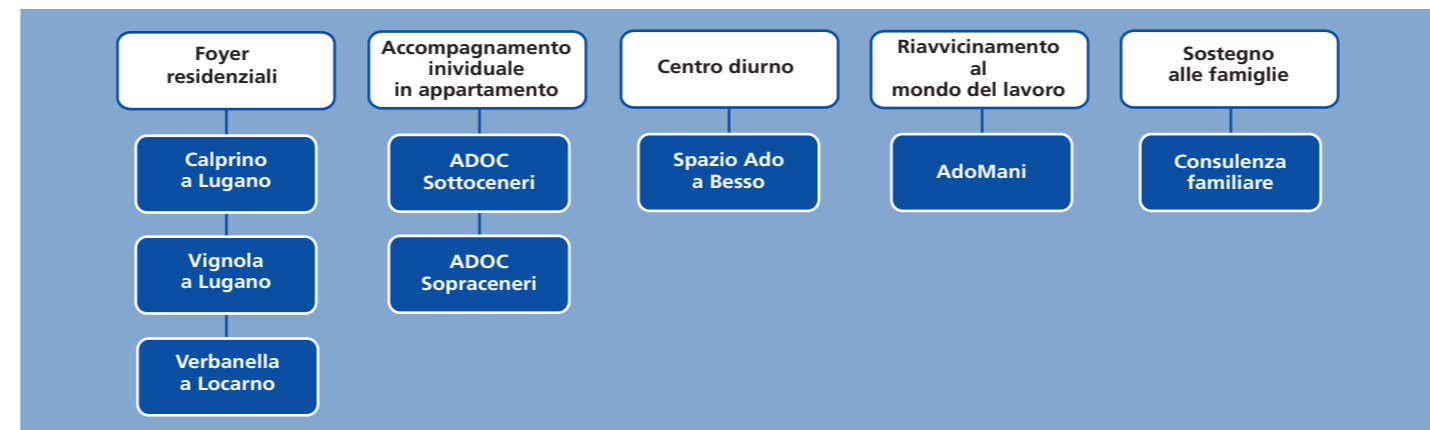 Foyer
residenziali
Calprino
a Lugano
Vignola
a Lugano
Verbanella
a Locarno
Accompagnamento
inividuale
in appartamento
ADOC
Sottoceneri
ADOC
Sopraceneri
Centro diurno
Spazio Ado
a Besso
Riavvicinamento
al
mondo del lavoro
AdoMani
Sostegno
alle famiglie
Consulenza
familiare